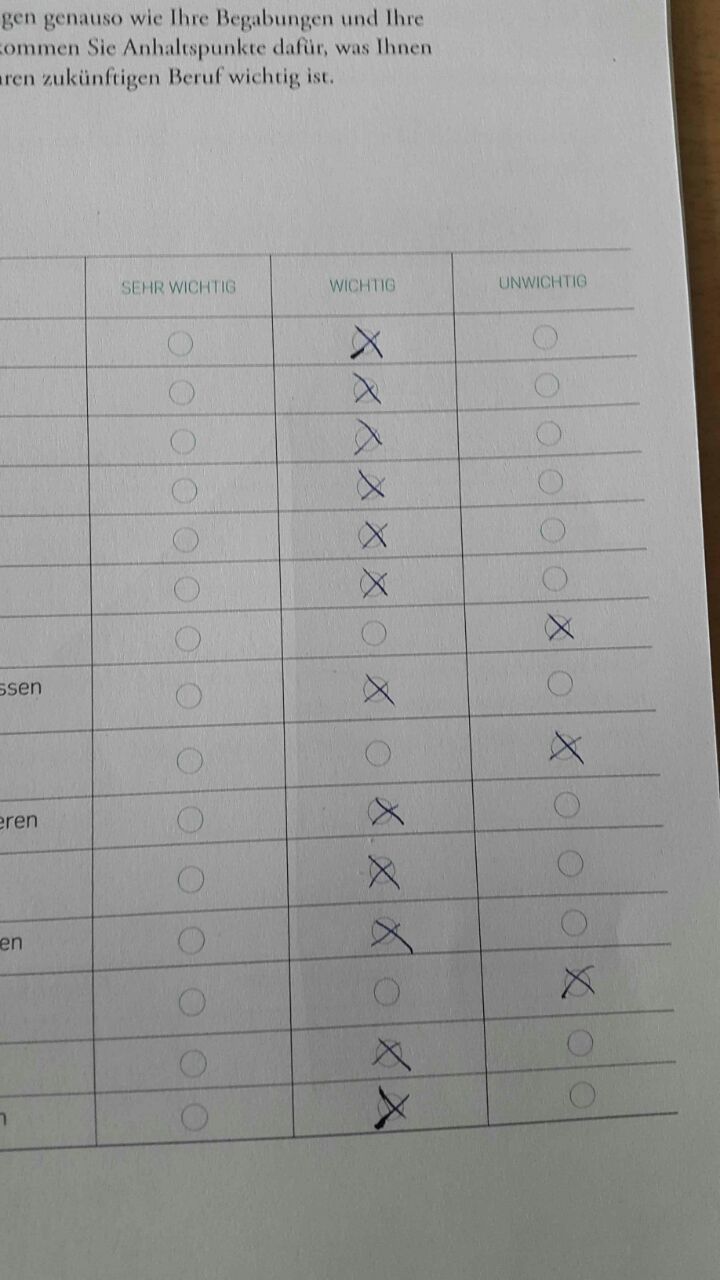 gen genauso wie Ihre Begabungen und Ihre
kommen Sie Anhaltspunkte dafür, was Ihnen
hren zukünftigen Beruf wichtig ist.
SEHR WICHTIG WICHTIG UNWICHTIG
ssen
eren
en
n